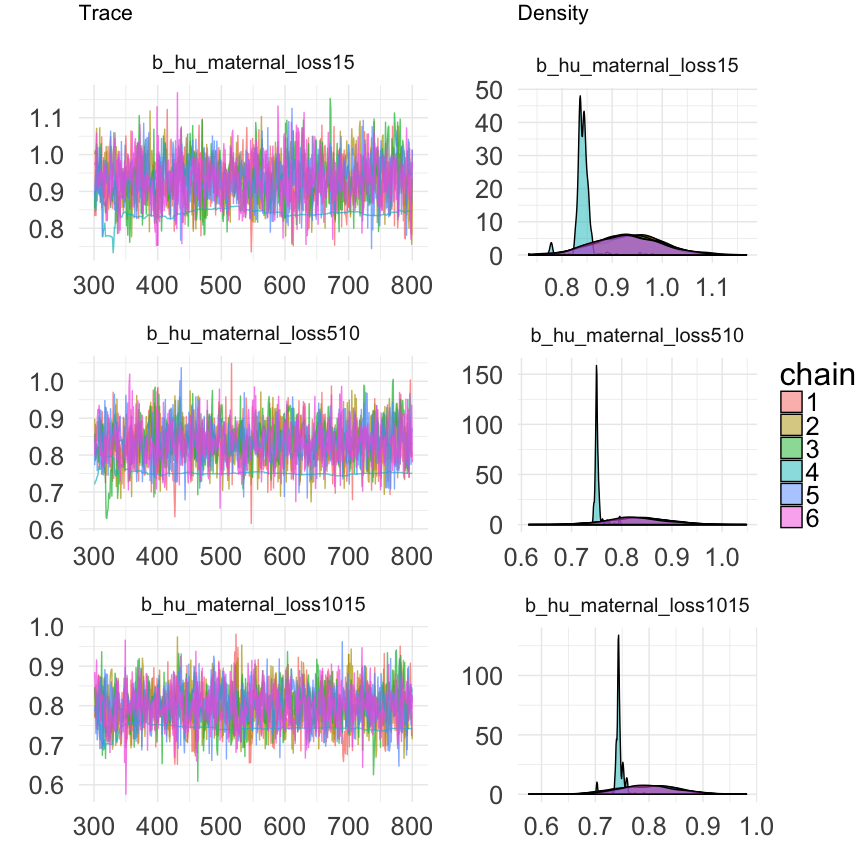 Trace
Density
b_hu_maternal_loss15
b_hu_maternal_loss15
1.1
1.0
0.9
0.8
300 400 500 600 700 800
50
40
30
20
10
0
0.8 0.9 1.0 1.1
b_hu_maternal_loss510
b_hu_maternal_loss510
1.0
0.9
0.8
0.7
0.6
300 400 500 600 700 800
150
100
50
0
0.6 0.7 0.8 0.9 1.0
b_hu_maternal_loss1015
b_hu_maternal_loss1015
1.0
0.9
0.8
0.7
0.6
300 400 500 600 700 800
100
50
0
0.6 0.7 0.8 0.9 1.0
chain
1
2
3
4
5
6